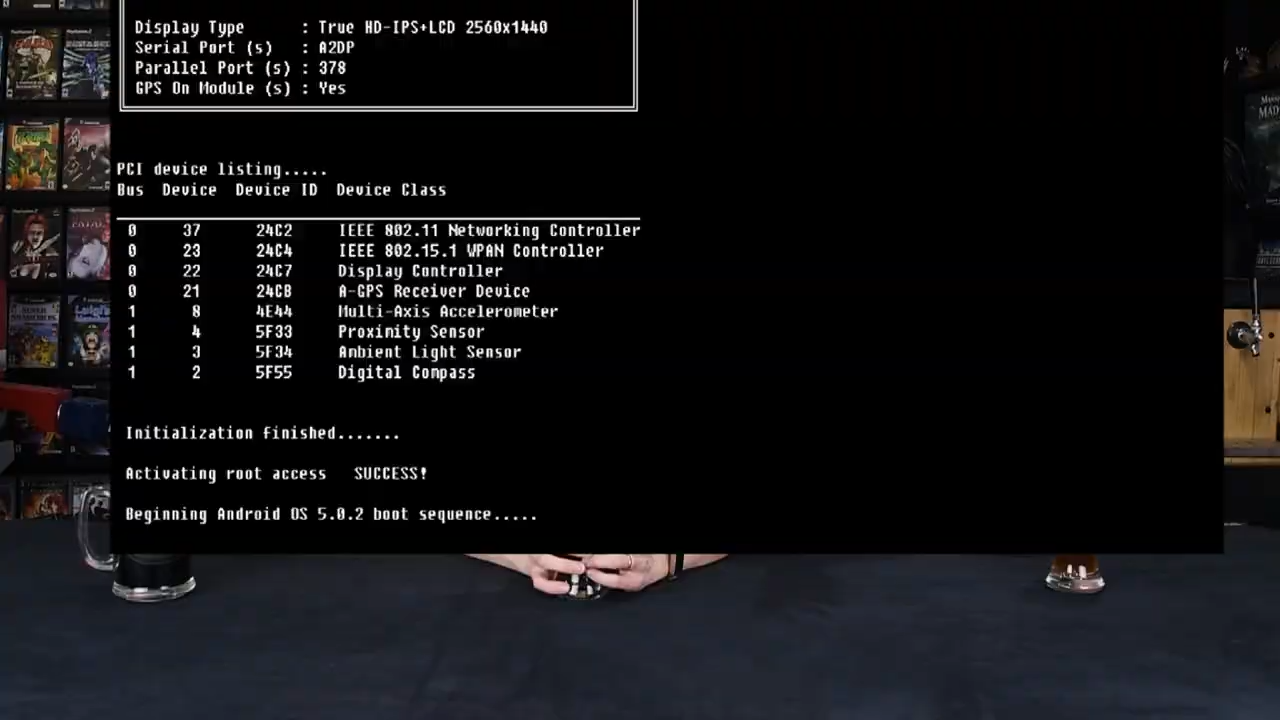 Display Type : True HD-IPS+LCD 2560x1440
Serial Port (s) : A2DP
Parallel Port (s) : 378
GPS On Module (s) : Yes
PCI device listing.....
Bus Device Device ID Device Class
0 37 24C2 IEEE 802.11 Networking Controller
0 23 24C4 IEEE 802.15.1 WPAN Controller
0 22 24C7 Display Controller
0 21 24CB A-GPS Receiver Device
1 8 4E44 Multi-Axis Accelerometer
1 4 5F33 Proximity Sensor
1 3 5F34 Ambient Light Sensor
1 2 5F55 Digital Compass
Initialization finished.......
Activating root access SUCCESS!
Beginning Android OS 5.0.2 boot sequence.....